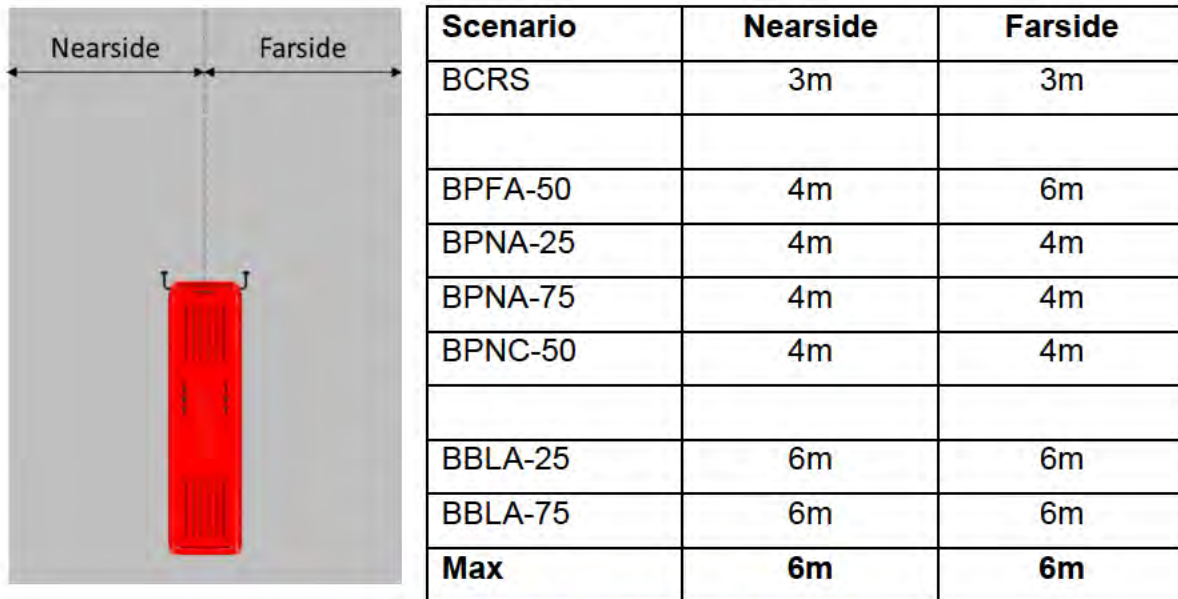 Nearside Farside
Scenario Nearside Farside
BCRS 3m 3m
BPFA-50 4m 6m
BPNA-25 4m 4m
BPNA-75 4m 4m
BPNC-50 4m 4m
BBLA-25 6m 6m
BBLA-75 6m 6m
Max 6m 6m